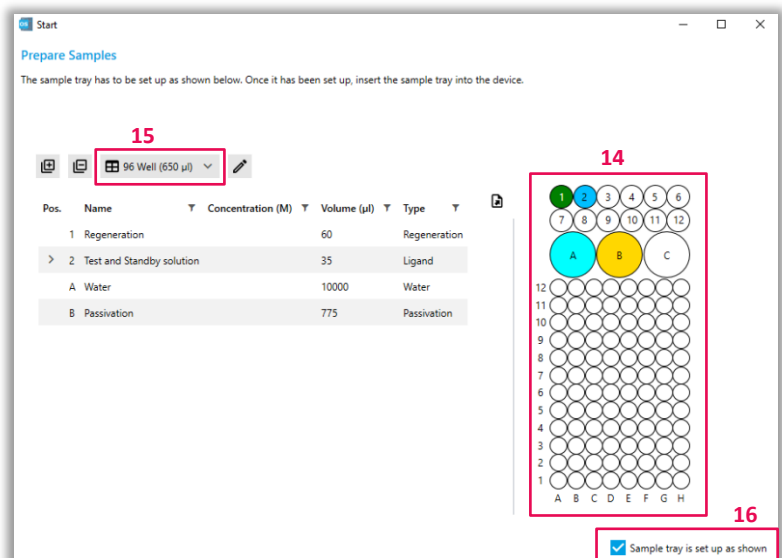 OS Start
Prepare Samples
The sample tray has to be set up as shown below. Once it has been set up, insert the sample tray into the device.
15
14
96 Well (650 µl)
Pos. Name Concentration (M) Volume (µl) Type
1 Regeneration 60 Regeneration
2 Test and Standby solution 35 Ligand
A Water 10000 Water
B Passivation 775 Passivation
1 2 3 4 5 6
7 8 9 10 11 12
A B C
12
11
10
9
8
7
6
5
4
3
2
1
A B C D E F G H
16
Sample tray is set up as shown